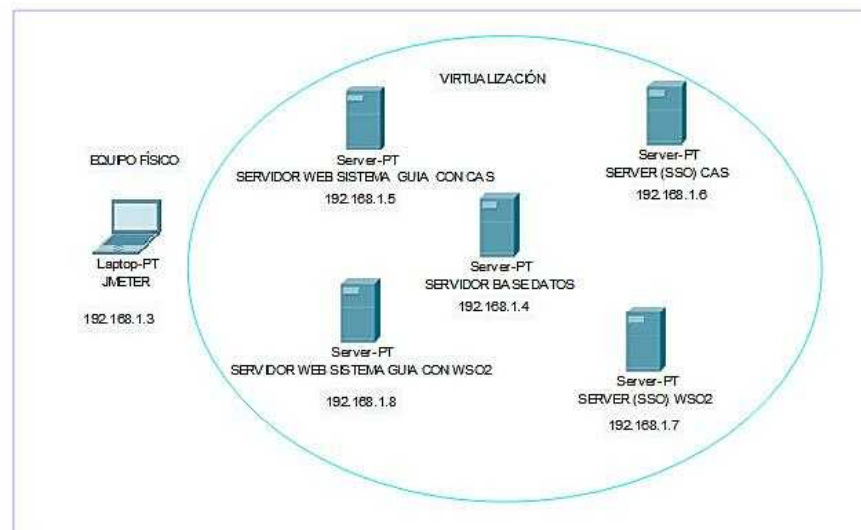 VIRTUALIZACIÓN
EQUIPO FÍSICO
Laptop-PT
JMETER
192.168.1.3
Server-PT
SERVIDOR WEB SISTEMA GUIA CON CAS
192.168.1.5
Server-PT
SERVER (SSO) CAS
192.168.1.6
Server-PT
SERVIDOR BASE DATOS
192.168.1.4
Server-PT
SERVIDOR WEB SISTEMA GUIA CON WSO2
192.168.1.8
Server-PT
SERVER (SSO) WSO2
192.168.1.7